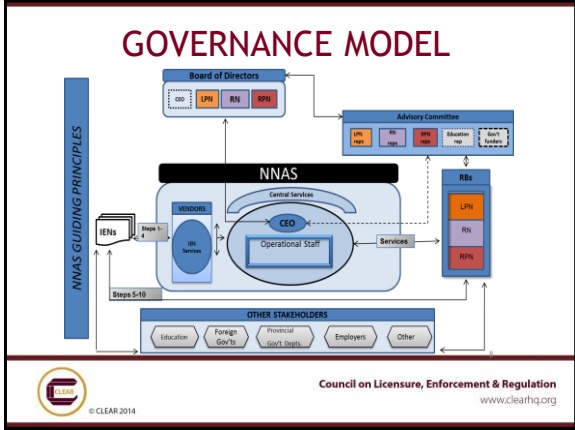 GOVERNANCE MODEL
NNAS GUIDING PRINCIPLES
Board of Directors
CEO LPN RN RPN
Advisory Committee
LPN
reps
RN
reps
RPN
reps
Education
rep
Gov't
funders
NNAS
Central Services
RBs
LPN
RN
RPN
VENDORS
IEN
Services
CEO
Operational Staff
Services
IENs
Steps 1-
4
Steps 5-10
OTHER STAKEHOLDERS
Education
Foreign
Gov'ts
Provincial
Gov't Depts.
Employers
Other
CLEAR
© CLEAR 2014
Council on Licensure, Enforcement & Regulation
www.clearhq.org